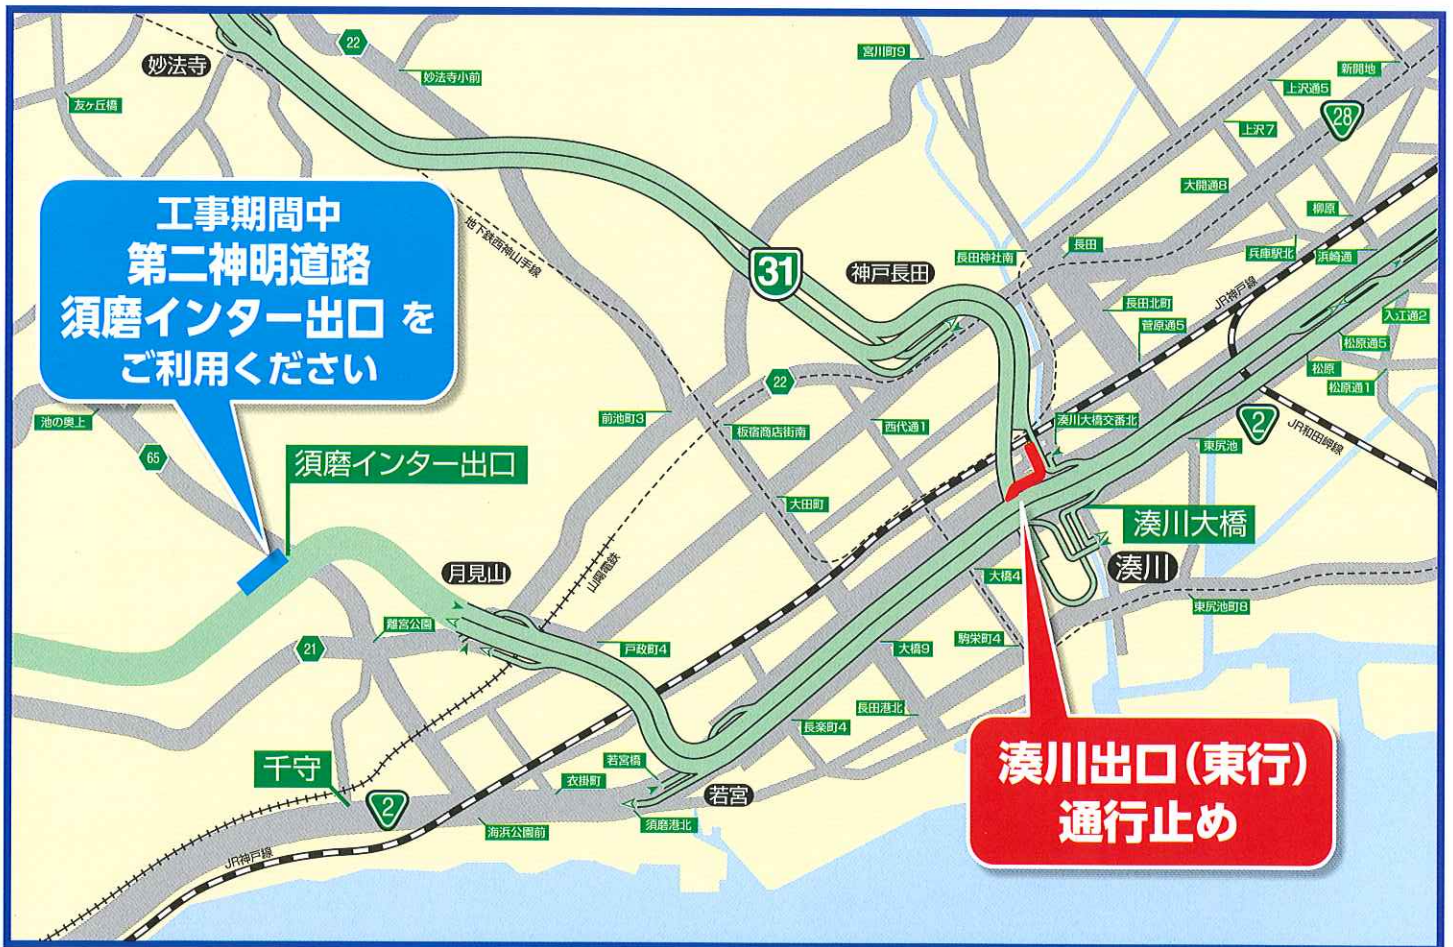 妙法寺
22
妙法寺小前
友ヶ丘橋
宮川町9
新開地
上沢通5
28
上沢7
大開通8
柳原
兵庫駅北
浜崎通
工事期間中
第二神明道路
須磨インター出口 を
ご利用ください
地下鉄西神山手線
31
神戸長田
長田神社南
長田
長田北町
菅原通5
JR神戸線
入江通2
松原通5
松原
松原通1
池の奥上
65
22
前池町3
板宿商店街南
西代通1
湊川大橋交番北
2
JR和田岬線
東尻池
須磨インター出口
大田町
湊川大橋
湊川
月見山
山陽電鉄
大橋4
東尻池町8
離宮公園
21
戸政町4
大橋9
駒栄町4
長田港北
長楽町4
千守
2
若宮橋
衣掛町
若宮
須磨港北
海浜公園前
JR神戸線
湊川出口(東行)
通行止め